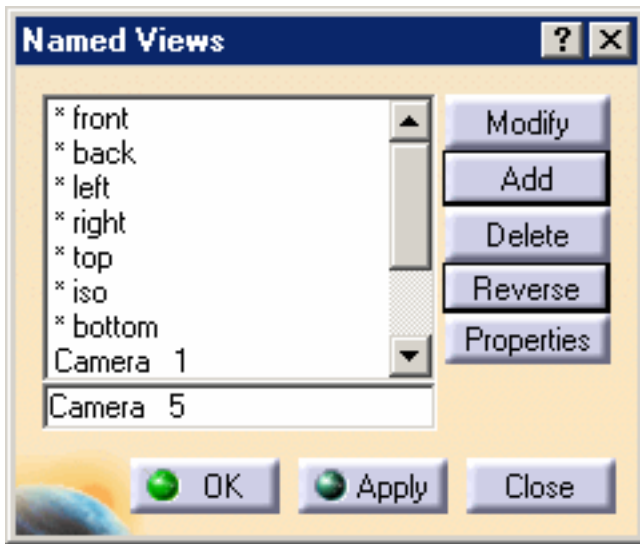 Named Views
? X
* front
* back
* left
* right
* top
* iso
* bottom
Camera 1
Camera 5
Modify
Add
Delete
Reverse
Properties
OK
Apply
Close